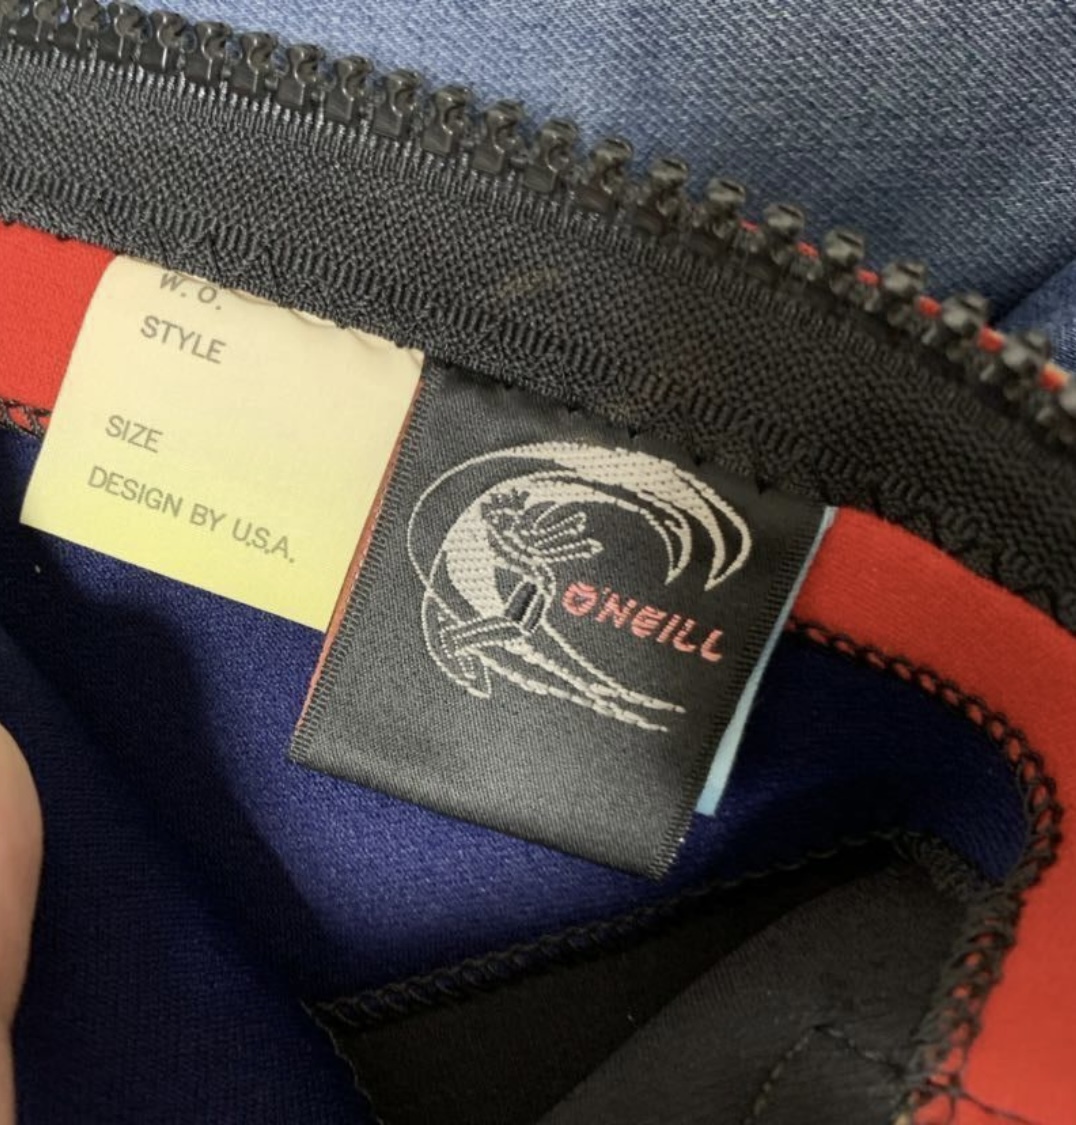 W. O.
STYLE
SIZE
DESIGN BY U.S.A.
O'NEILL